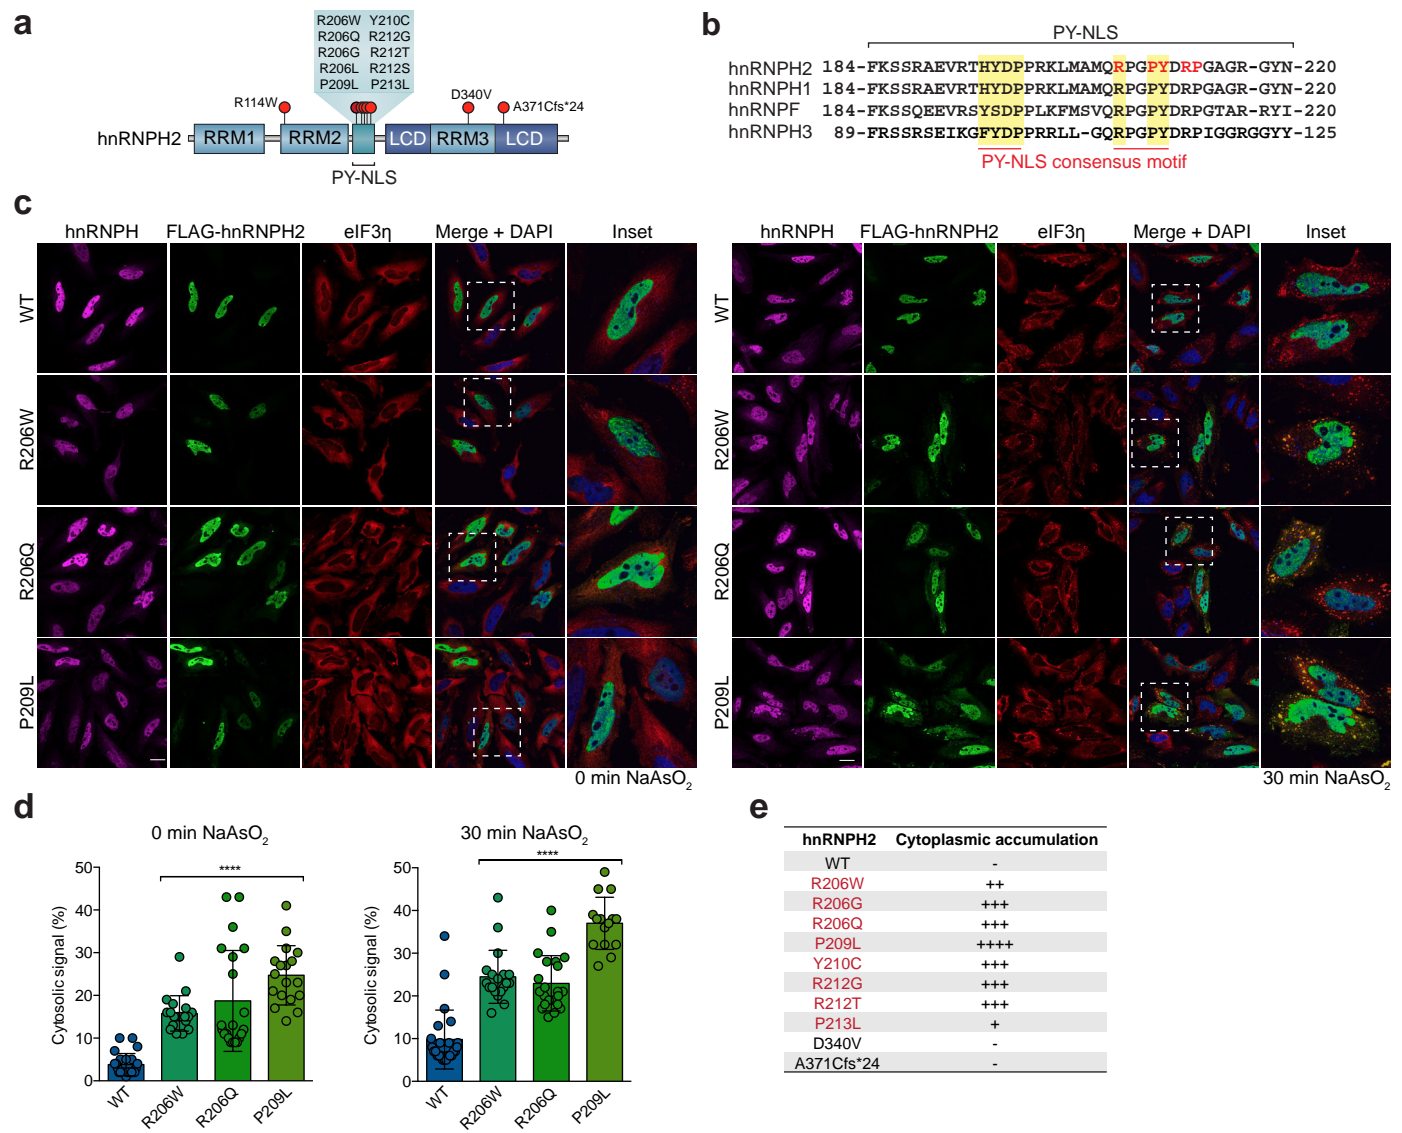 a
R206W Y210C
R206Q R212G
R206G R212T
R206L R212S
P209L P213L
R114W
D340V
A371Cfs*24
hnRNPH2
RRM1
RRM2
LCD
RRM3
LCD
PY-NLS
b
PY-NLS
hnRNPH2 184-FKSSRAEVRTHYDPPRKLMAMQRPGPYDRPGAGR-GYN-220
hnRNPH1 184-FKSSRAEVRTHYDPPRKLMAMQRPGPYDRPGAGR-GYN-220
hnRNPF 184-FKSSQEEVRSYSDPPLKFMSVQRPGPYDRPGTAR-RYI-220
hnRNPH3 89-FRSSRSEIKGFYDPPRRLL-GQRPGPYDRPIGGRGGYY-125
PY-NLS consensus motif
c
hnRNPH FLAG-hnRNPH2 eIF3η Merge + DAPI Inset
WT
R206W
R206Q
P209L
0 min NaAsO2
hnRNPH FLAG-hnRNPH2 eIF3η Merge + DAPI Inset
WT
R206W
R206Q
P209L
30 min NaAsO2
d
0 min NaAsO2
****
Cytosolic signal (%)
50
40
30
20
10
0
WT R206W R206Q P209L
30 min NaAsO2
****
Cytosolic signal (%)
50
40
30
20
10
0
WT R206W R206Q P209L
e
hnRNPH2 Cytoplasmic accumulation
WT -
R206W ++
R206G +++
R206Q +++
P209L ++++
Y210C +++
R212G +++
R212T +++
P213L +
D340V -
A371Cfs*24 -